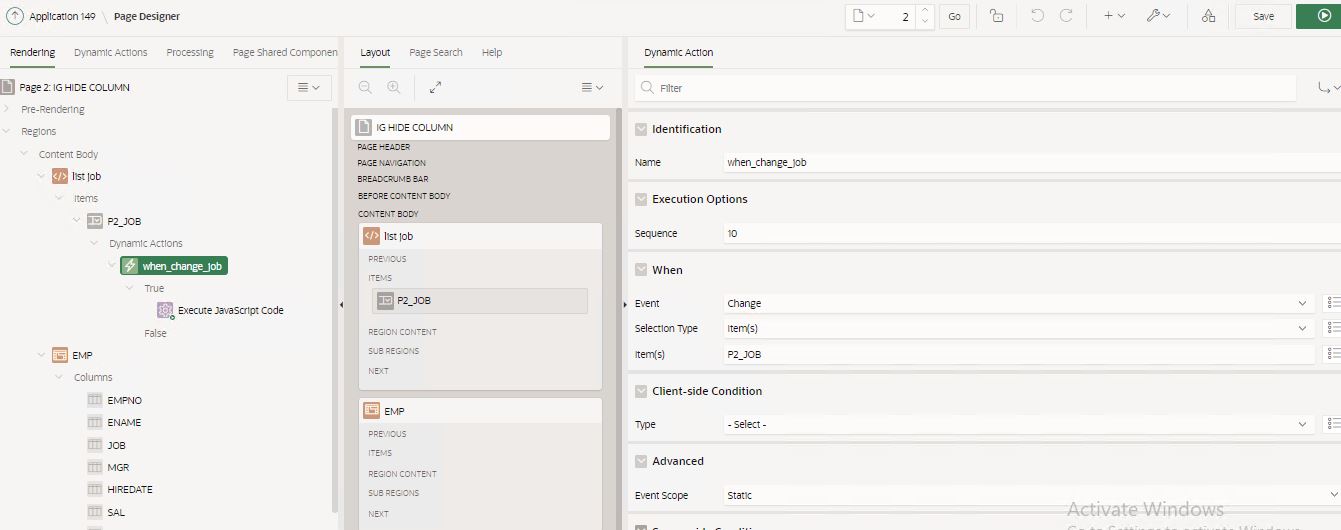 Application 149 \ Page Designer
2
Go
Save
Rendering
Dynamic Actions
Processing
Page Shared Componen
Page 2: IG HIDE COLUMN
Pre-Rendering
Regions
Content Body
list job
Items
P2_JOB
Dynamic Actions
when_change_job
True
Execute JavaScript Code
False
EMP
Columns
EMPNO
ENAME
JOB
MGR
HIREDATE
SAL
Layout
Page Search
Help
IG HIDE COLUMN
PAGE HEADER
PAGE NAVIGATION
BREADCRUMB BAR
BEFORE CONTENT BODY
CONTENT BODY
list job
PREVIOUS
ITEMS
P2_JOB
REGION CONTENT
SUB REGIONS
NEXT
EMP
PREVIOUS
ITEMS
REGION CONTENT
SUB REGIONS
NEXT
Dynamic Action
Filter
Identification
Name when_change_job
Execution Options
Sequence 10
When
Event Change
Selection Type Item(s)
Item(s) P2_JOB
Client-side Condition
Type - Select -
Advanced
Event Scope Static
Activate Windows